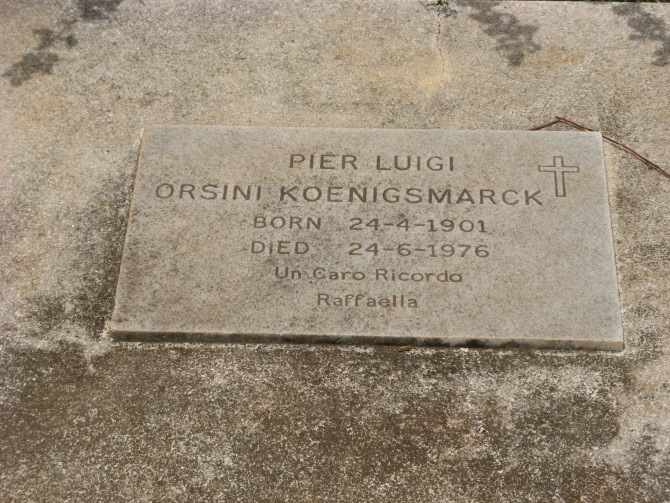 PIER LUIGI
ORSINI KOENIGSMARCK
BORN 24-4-1901
DIED 24-6-1976
Un Caro Ricordo
Raffaella